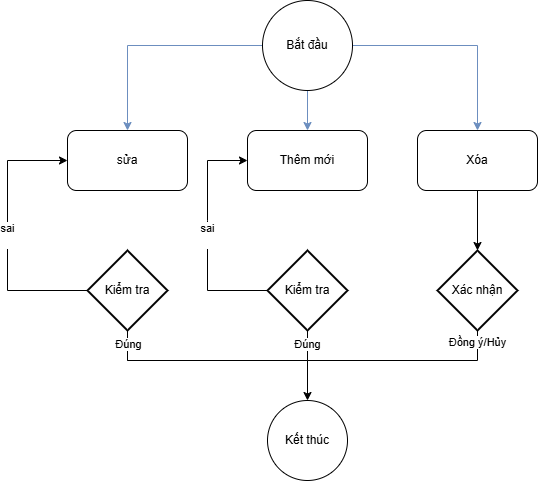 Bắt đầu
sửa
Thêm mới
Xóa
sai
sai
Kiểm tra
Kiểm tra
Xác nhận
Đúng
Đúng
Đồng ý/Hủy
Kết thúc